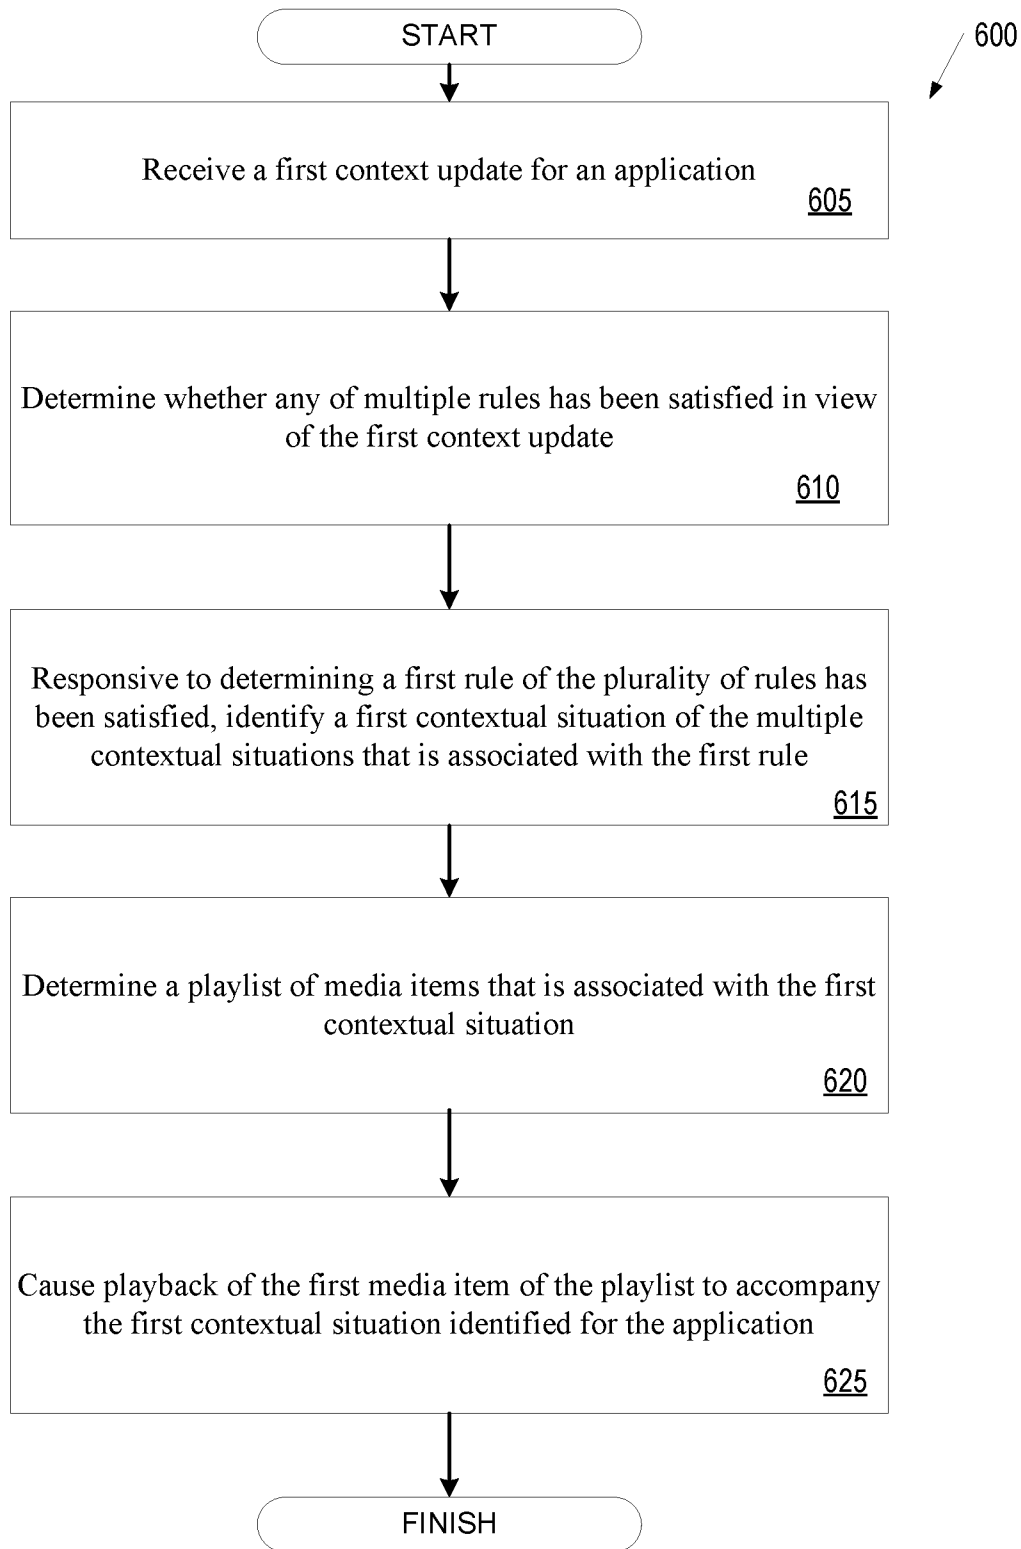 START
600
Receive a first context update for an application
605
Determine whether any of multiple rules has been satisfied in view
of the first context update
610
Responsive to determining a first rule of the plurality of rules has
been satisfied, identify a first contextual situation of the multiple
contextual situations that is associated with the first rule
615
Determine a playlist of media items that is associated with the first
contextual situation
620
Cause playback of the first media item of the playlist to accompany
the first contextual situation identified for the application
625
FINISH